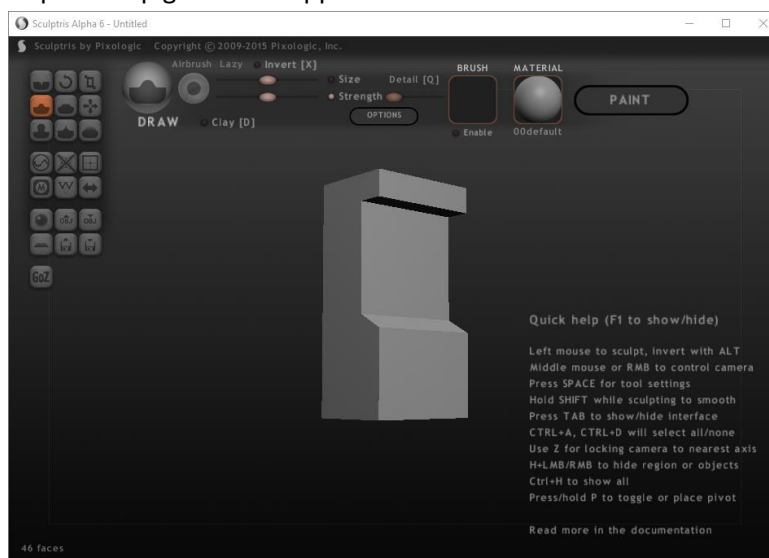 Sculptris Alpha 6 - Untitled
Sculptris by Pixologic Copyright © 2009-2015 Pixologic, Inc.
Airbrush Lazy Invert [X]
BRUSH MATERIAL
Size Detail [Q]
Strength
PAINT
OPTIONS
DRAW Clay [D]
Enable 00default
OBJ OBJ
GoZ
Quick help (F1 to show/hide)
Left mouse to sculpt, invert with ALT
Middle mouse or RMB to control camera
Press SPACE for tool settings
Hold SHIFT while sculpting to smooth
Press TAB to show/hide interface
CTRL+A, CTRL+D will select all/none
Use Z for locking camera to nearest axis
H+LMB/RMB to hide region or objects
Ctrl+H to show all
Press/hold P to toggle or place pivot
Read more in the documentation
46 faces